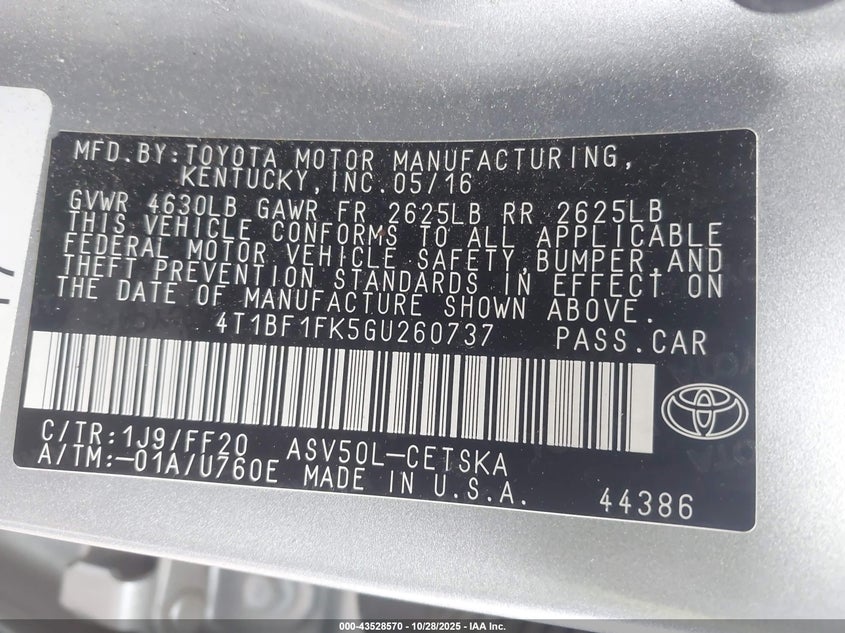 MFD.BY:TOYOTA MOTOR MANUFACTURING,
KENTUCKY,INC.05/16
GVWR 4630LB GAWR FR 2625LB RR 2625LB
THIS VEHICLE CONFORMS TO ALL APPLICABLE
FEDERAL MOTOR VEHICLE SAFETY,BUMPER,AND
THEFT PREVENTION STANDARDS IN EFFECT ON
THE DATE OF MANUFACTURE SHOWN ABOVE.
4T1BF1FK5GU260737 PASS.CAR
C/TR:1J9/FF20 ASV50L-CETSKA
A/TM:-01A/U760E MADE IN U.S.A.
44386
000-43528570 - 10/28/2025 - IAA Inc.